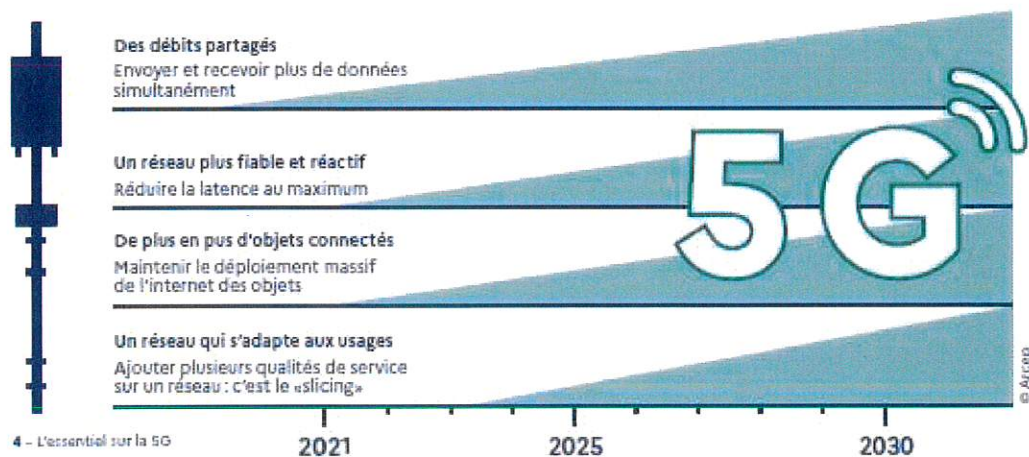 Des débits partagés
Envoyer et recevoir plus de données
simultanément
Un réseau plus fiable et réactif
Réduire la latence au maximum
De plus en pus d'objets connectés
Maintenir le déploiement massif
de l'internet des objets
Un réseau qui s'adapte aux usages
Ajouter plusieurs qualités de service
sur un réseau : c'est le «slicing»
5G
© Arcep
4 – L'essentiel sur la 5G
2021 2025 2030